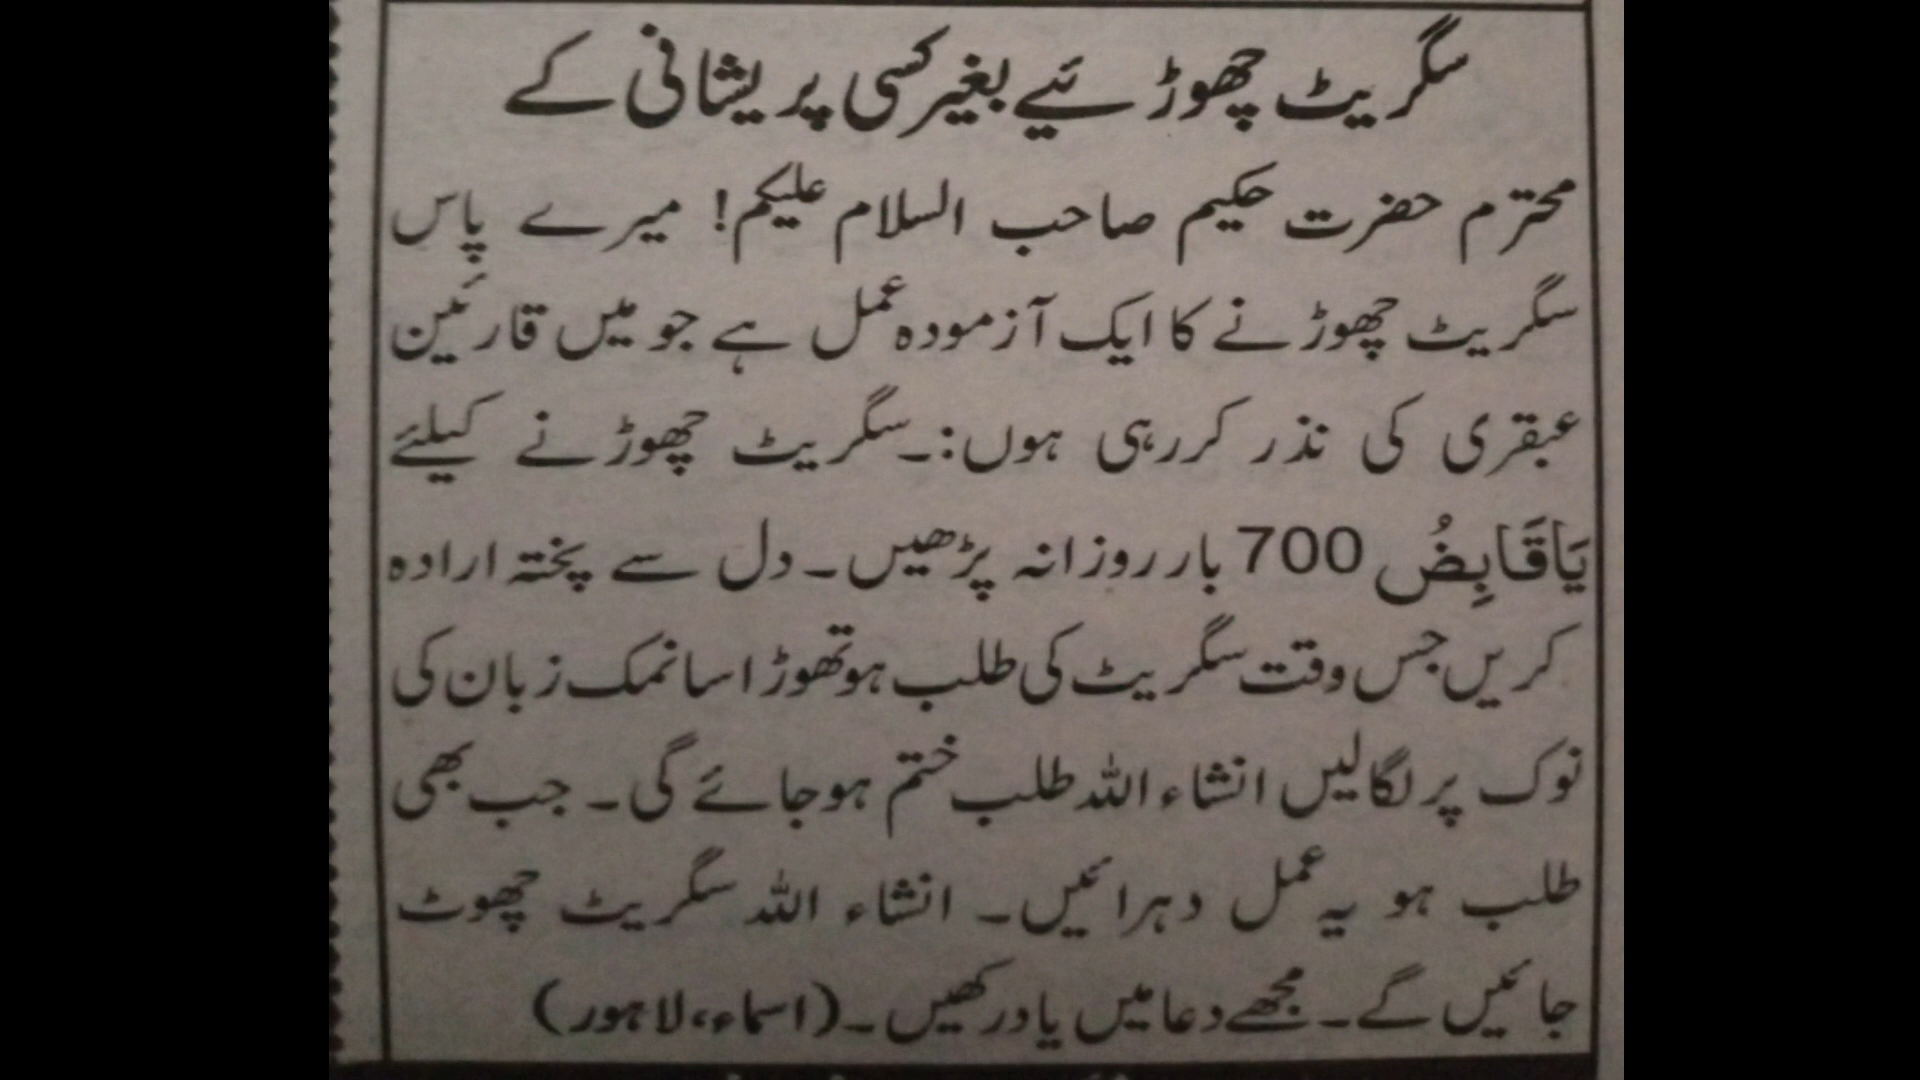 سگریٹ چھوڑئیے بغیر کسی پریشانی کے
محترم حضرت حکیم صاحب السلام علیکم! میرے پاس
سگریٹ چھوڑنے کا ایک آزمودہ عمل ہے جو میں قارئین
عبقری کی نذر کررہی ہوں:۔ سگریٹ چھوڑنے کیلئے
یَاقَابِضُ 700 بار روزانہ پڑھیں۔ دل سے پختہ ارادہ
کریں جس وقت سگریٹ کی طلب ہو تھوڑا سا نمک زبان کی
نوک پر لگالیں انشاء اللہ طلب ختم ہوجائے گی۔ جب بھی
طلب ہو یہ عمل دہرائیں۔ انشاء اللہ سگریٹ چھوٹ
جائیں گے۔ مجھے دعا میں یاد رکھیں۔ (اسماء، لاہور)